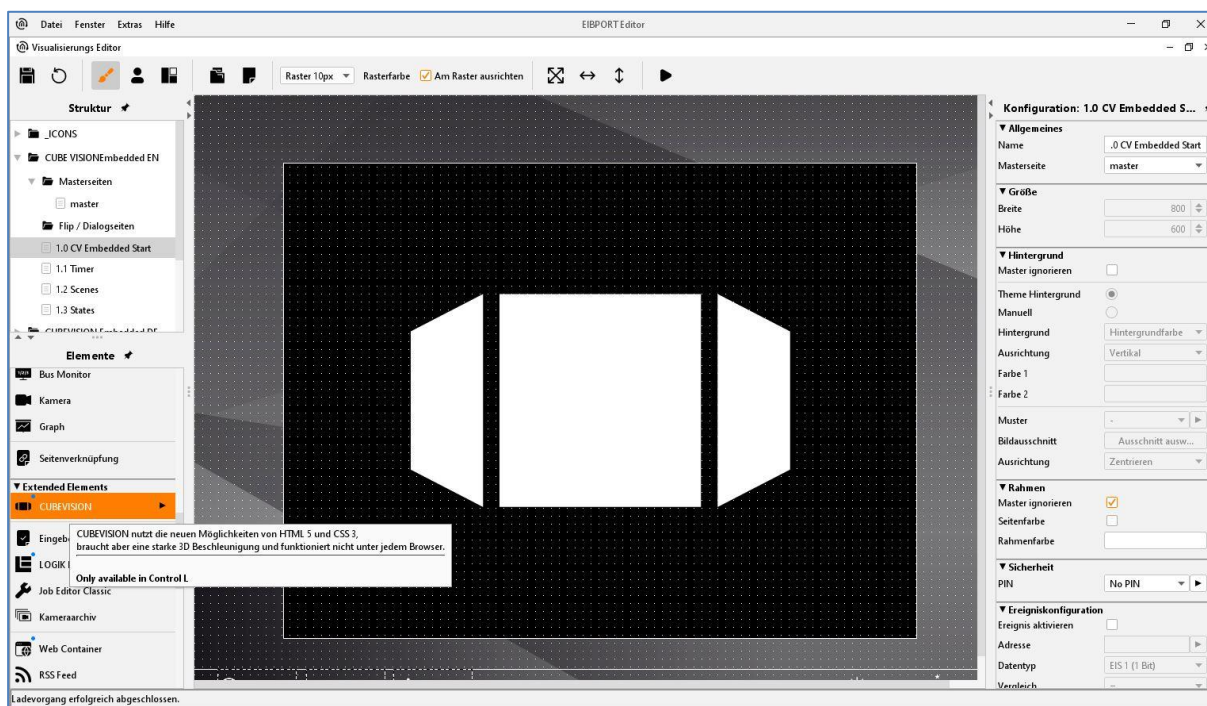 Datei Fenster Extras Hilfe
EIBPORT Editor
Visualisierungs Editor
Raster 10px
Rasterfarbe
Am Raster ausrichten
Struktur
_ICONS
CUBE VISIONEmbedded EN
Masterseiten
master
Flip / Dialogseiten
1.0 CV Embedded Start
1.1 Timer
1.2 Scenes
1.3 States
Elemente
Bus Monitor
Kamera
Graph
Seitenverknüpfung
Extended Elements
CUBEVISION
CUBEVISION nutzt die neuen Möglichkeiten von HTML 5 und CSS 3,
braucht aber eine starke 3D Beschleunigung und funktioniert nicht unter jedem Browser.
Only available in Control L
LOGIK
Job Editor Classic
Kameraarchiv
Web Container
RSS Feed
Ladevorgang erfolgreich abgeschlossen.
Konfiguration: 1.0 CV Embedded S...
Allgemeines
Name .0 CV Embedded Start
Masterseite master
Größe
Breite 800
Höhe 600
Hintergrund
Master ignorieren
Theme Hintergrund
Manuell
Hintergrund Hintergrundfarbe
Ausrichtung Vertikal
Farbe 1
Farbe 2
Muster -
Bildausschnitt Ausschnitt ausw...
Ausrichtung Zentrieren
Rahmen
Master ignorieren
Seitenfarbe
Rahmenfarbe
Sicherheit
PIN No PIN
Ereigniskonfiguration
Ereignis aktivieren
Adresse
Datentyp EIS 1 (1 Bit)
Vergleich